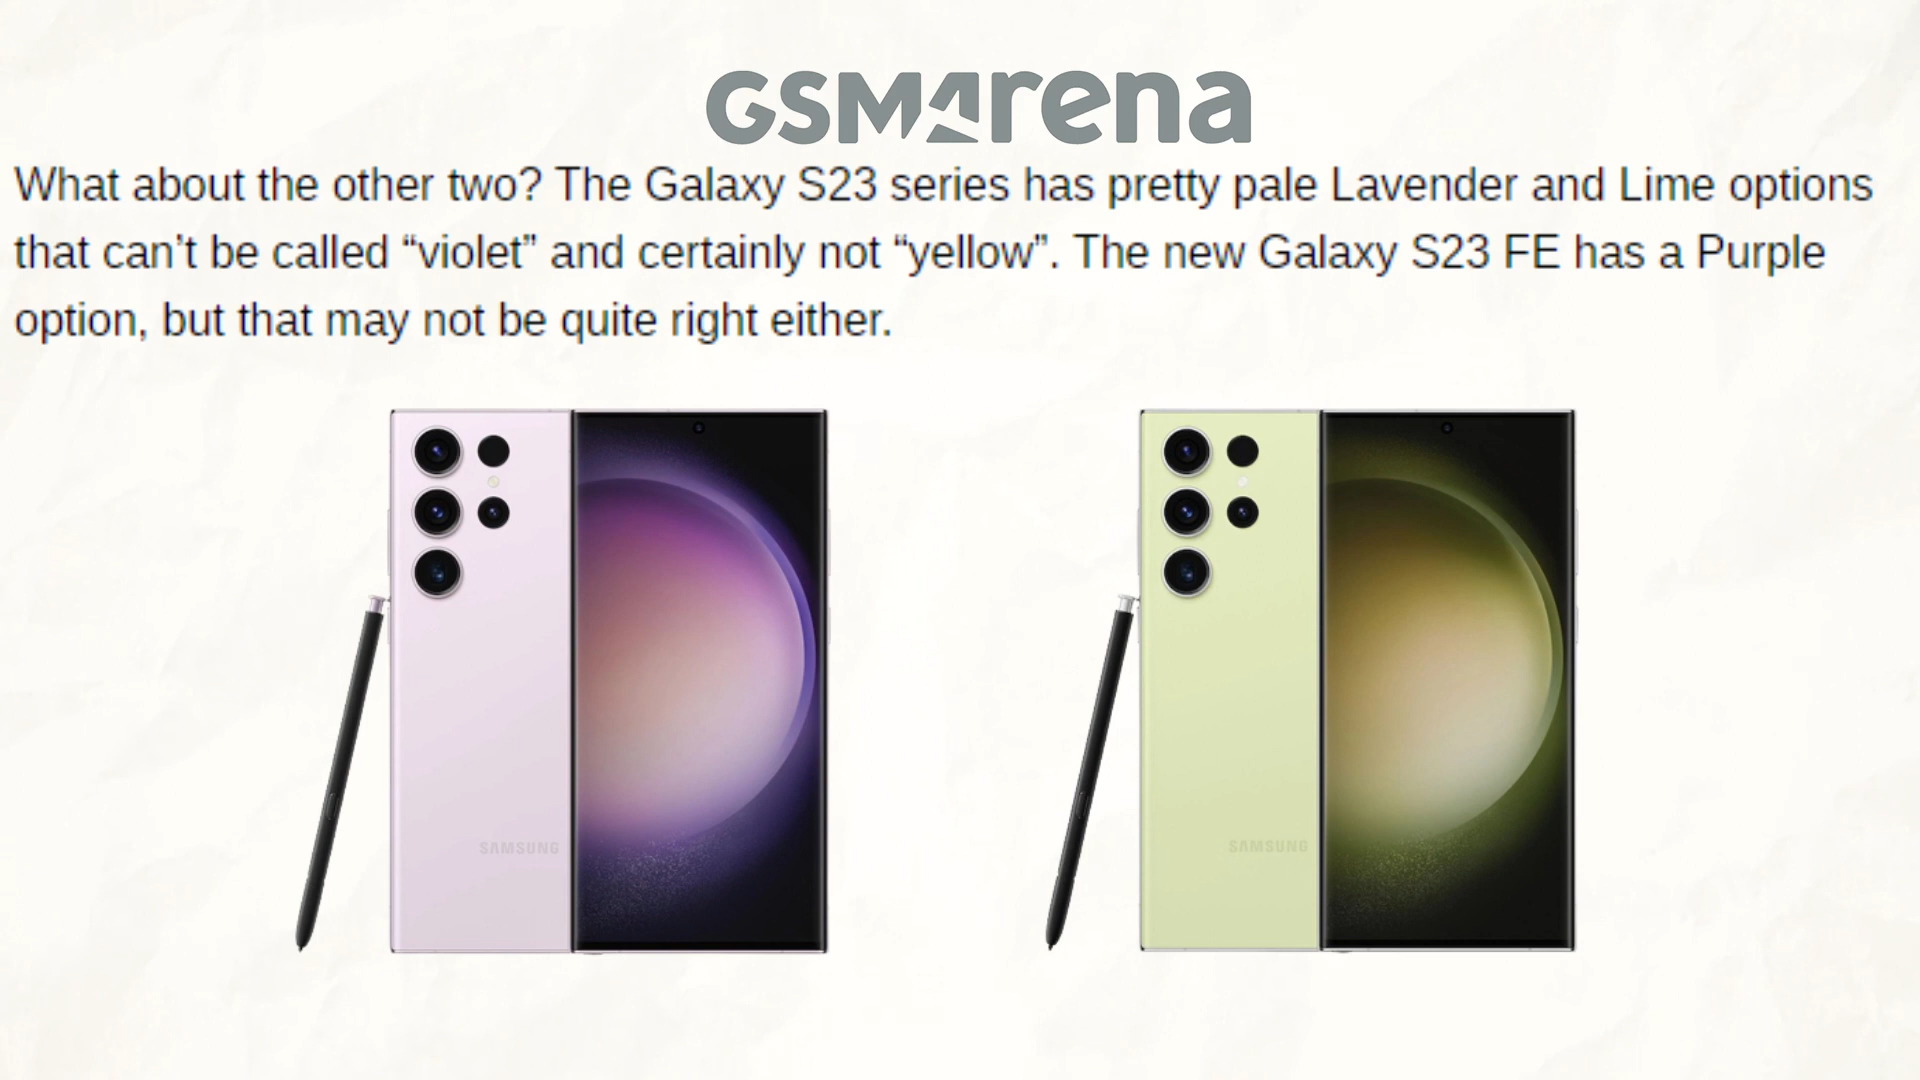 GSMArena
What about the other two? The Galaxy S23 series has pretty pale Lavender and Lime options
that can’t be called “violet” and certainly not “yellow”. The new Galaxy S23 FE has a Purple
option, but that may not be quite right either.
SAMSUNG
SAMSUNG